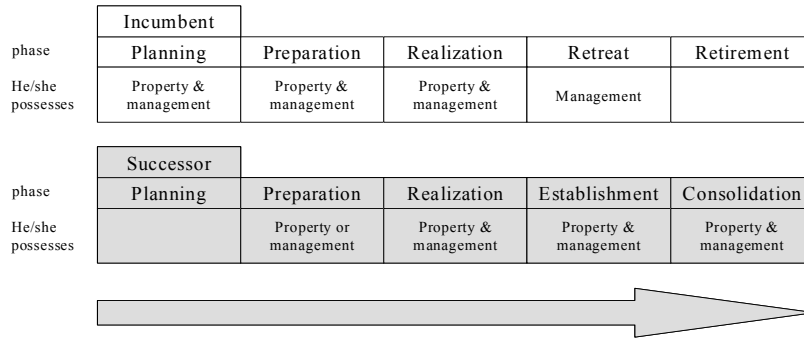 Incumbent
phase Planning Preparation Realization Retreat Retirement
He/she possesses Property & management Property & management Property & management Management
Successor
phase Planning Preparation Realization Establishment Consolidation
He/she possesses Property or management Property & management Property & management Property & management